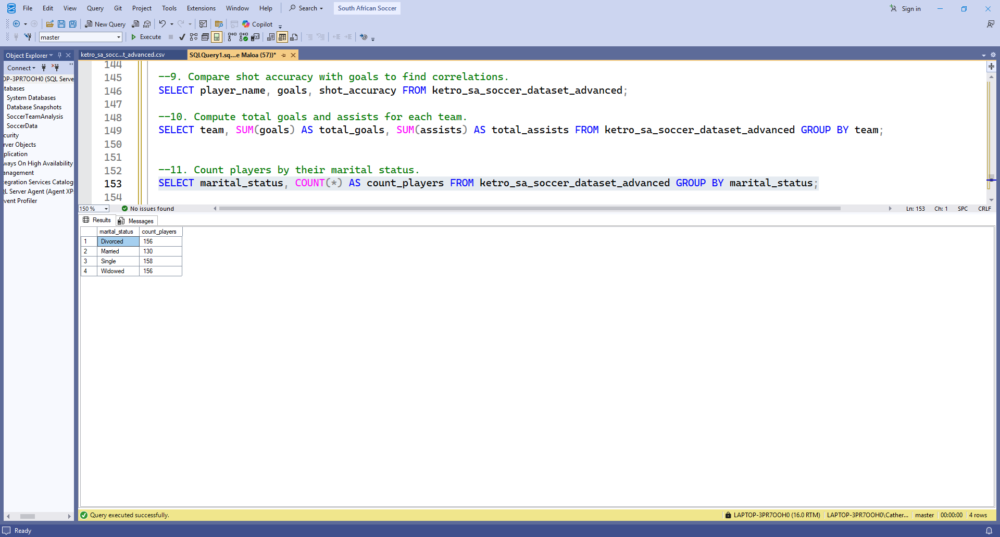 File Edit View Query Git Project Tools Extensions Window Help Search South African Soccer Sign in
New Query DAX Copilot
master Execute
Object Explorer ketro_sa_socc...t_advanced.csv SQLQuery1.sq...e Maloa (57))*
Connect
OP-3PR7OOH0 (SQL Serve
tabases
System Databases
Database Snapshots
SoccerTeamAnalysis
SoccerData
curity
rver Objects
plication
ways On High Availability
anagement
tegration Services Catalog
L Server Agent (Agent XP
vent Profiler
144
145 --9. Compare shot accuracy with goals to find correlations.
146 SELECT player_name, goals, shot_accuracy FROM ketro_sa_soccer_dataset_advanced;
147
148 --10. Compute total goals and assists for each team.
149 SELECT team, SUM(goals) AS total_goals, SUM(assists) AS total_assists FROM ketro_sa_soccer_dataset_advanced GROUP BY team;
150
151
152 --11. Count players by their marital status.
153 SELECT marital_status, COUNT(*) AS count_players FROM ketro_sa_soccer_dataset_advanced GROUP BY marital_status;
154
150 % No issues found Ln: 153 Ch: 1 SPC CRLF
Results Messages
marital_status count_players
1 Divorced 156
2 Married 130
3 Single 158
4 Widowed 156
Query executed successfully. LAPTOP-3PR7OOH0 (16.0 RTM) LAPTOP-3PR7OOH0\Cather... master 00:00:00 4 rows
Ready